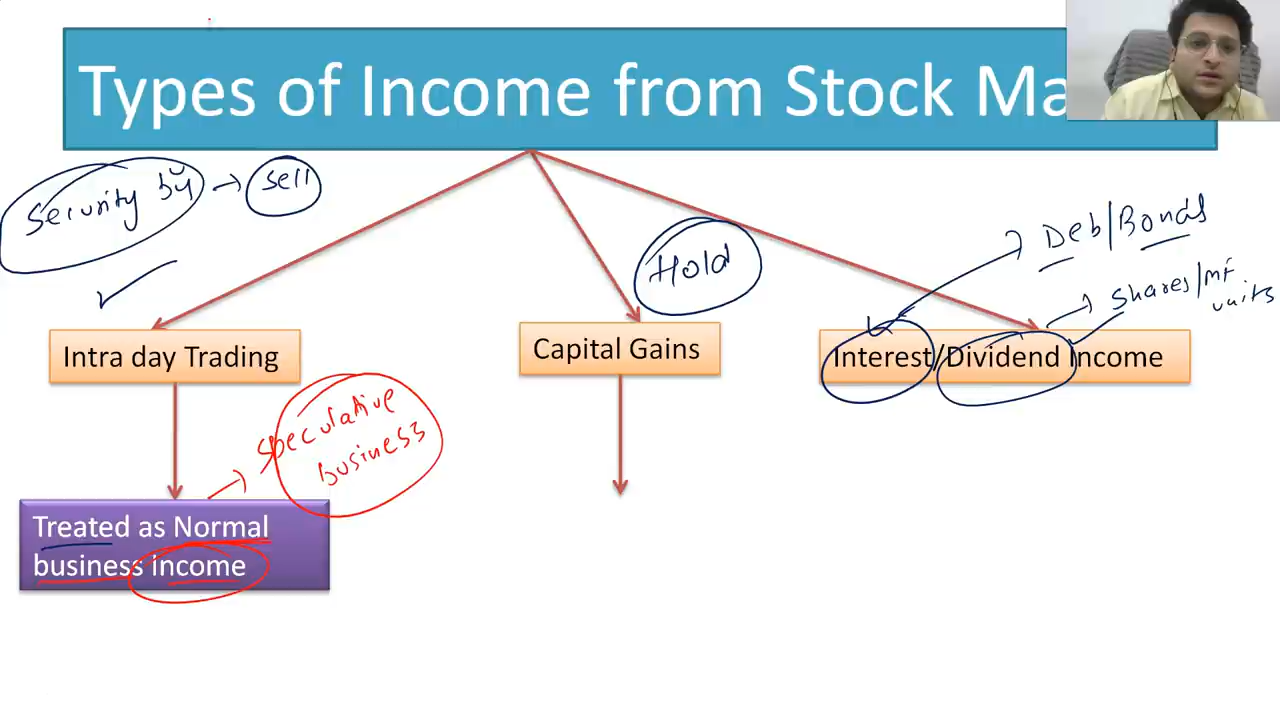 Types of Income from Stock Ma
Security by → sell
Hold
Deb/Bonds
Shares/MF
units
Intra day Trading
Capital Gains
Interest/Dividend Income
Speculative
business
Treated as Normal
business income